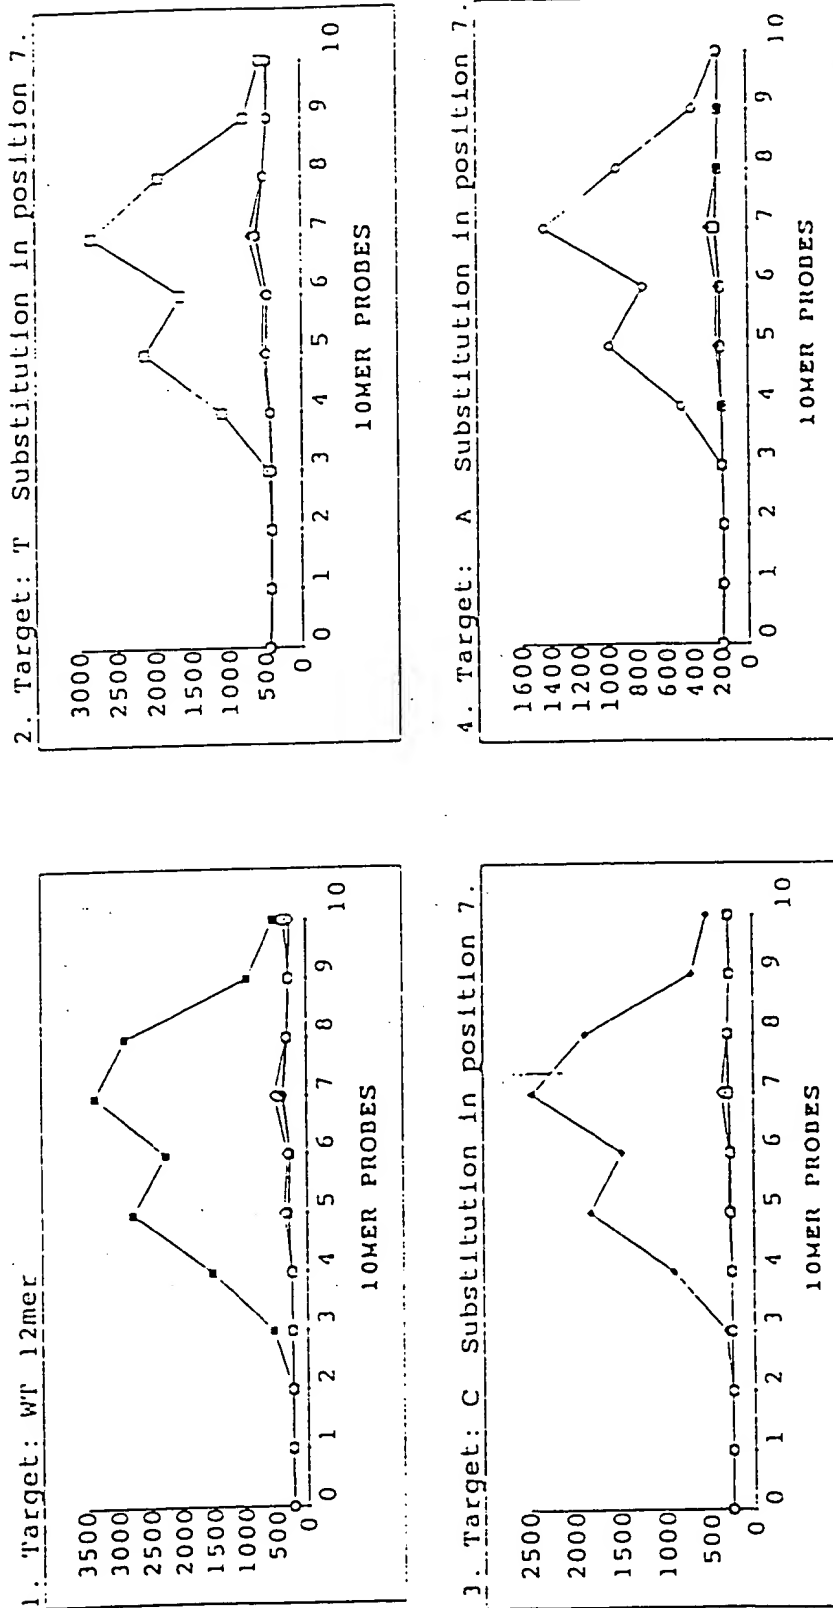 1. Target: WT 12mer
3500
3000
2500
2000
1500
1000
500
0
0 1 2 3 4 5 6 7 8 9 10
10MER PROBES
2. Target: T Substitution in position 7.
3000
2500
2000
1500
1000
500
0
0 1 2 3 4 5 6 7 8 9 10
10MER PROBES
3. Target: C Substitution in position 7.
2500
2000
1500
1000
500
0
0 1 2 3 4 5 6 7 8 9 10
10MER PROBES
4. Target: A Substitution in position 7.
1600
1400
1200
1000
800
600
400
200
0
0 1 2 3 4 5 6 7 8 9 10
10MER PROBES